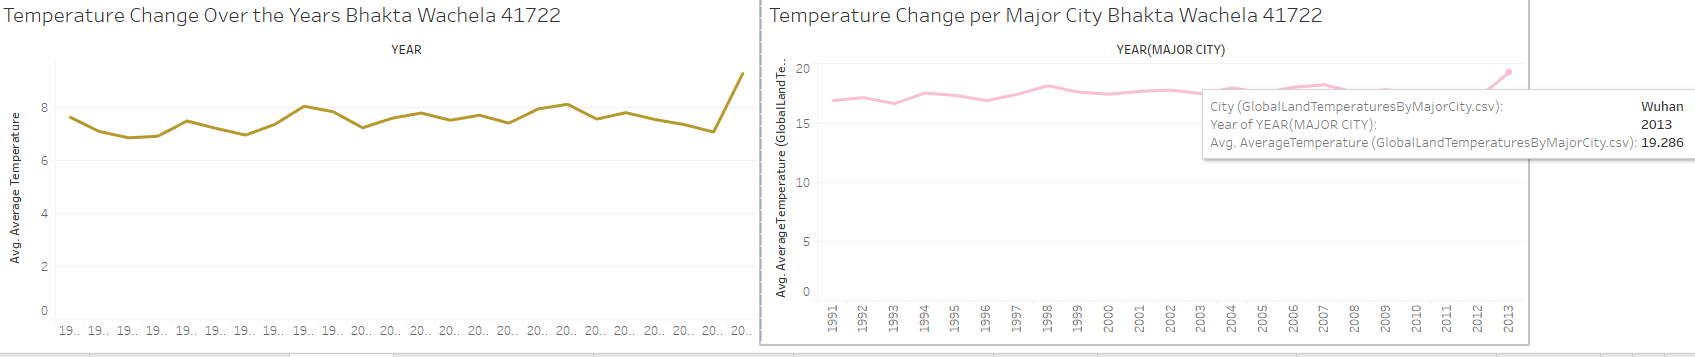 Temperature Change Over the Years Bhakta Wachela 41722
YEAR
Avg. Average Temperature
8
6
4
2
0
19.. 19.. 19.. 19.. 19.. 19.. 19.. 19.. 19.. 20.. 20.. 20.. 20.. 20.. 20.. 20.. 20.. 20.. 20.. 20.. 20.. 20.. 20.. 20..
Temperature Change per Major City Bhakta Wachela 41722
YEAR(MAJOR CITY)
Avg. AverageTemperature (GlobalLandTe..
20
15
10
5
0
City (GlobalLandTemperaturesByMajorCity.csv): Wuhan
Year of YEAR(MAJOR CITY): 2013
Avg. AverageTemperature (GlobalLandTemperaturesByMajorCity.csv): 19.286
1991 1992 1993 1994 1995 1996 1997 1998 1999 2000 2001 2002 2003 2004 2005 2006 2007 2008 2009 2010 2011 2012 2013